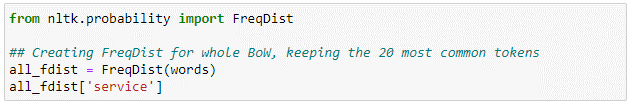 from nltk.probability import FreqDist
## Creating FreqDist for whole BoW, keeping the 20 most common tokens
all_fdist = FreqDist(words)
all_fdist['service']